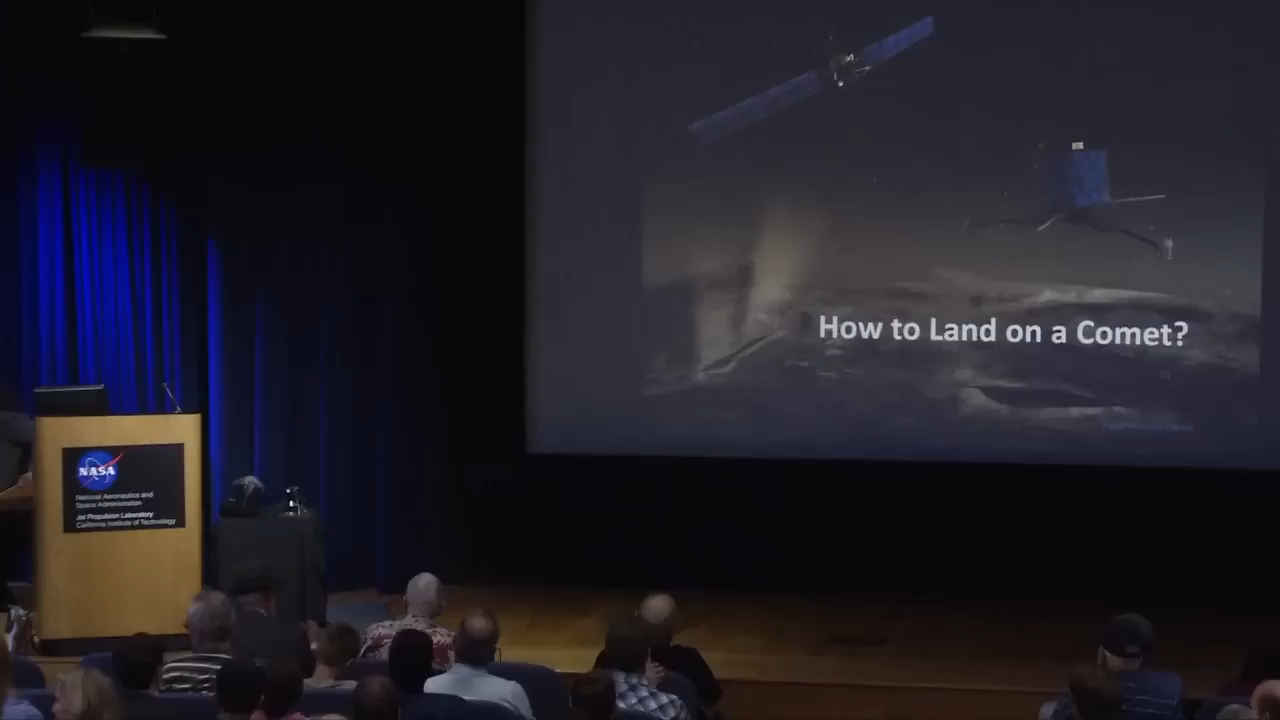 How to Land on a Comet?
NASA
National Aeronautics and
Space Administration
Jet Propulsion Laboratory
California Institute of Technology